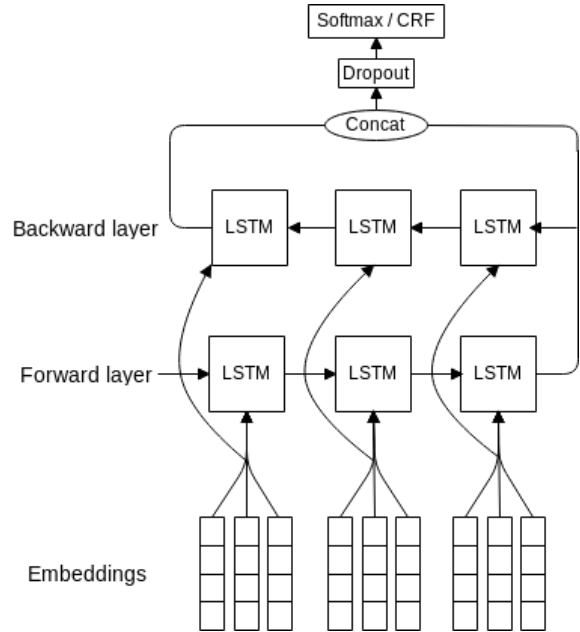 Softmax / CRF
Dropout
Concat
Backward layer
LSTM
LSTM
LSTM
Forward layer
LSTM
LSTM
LSTM
Embeddings